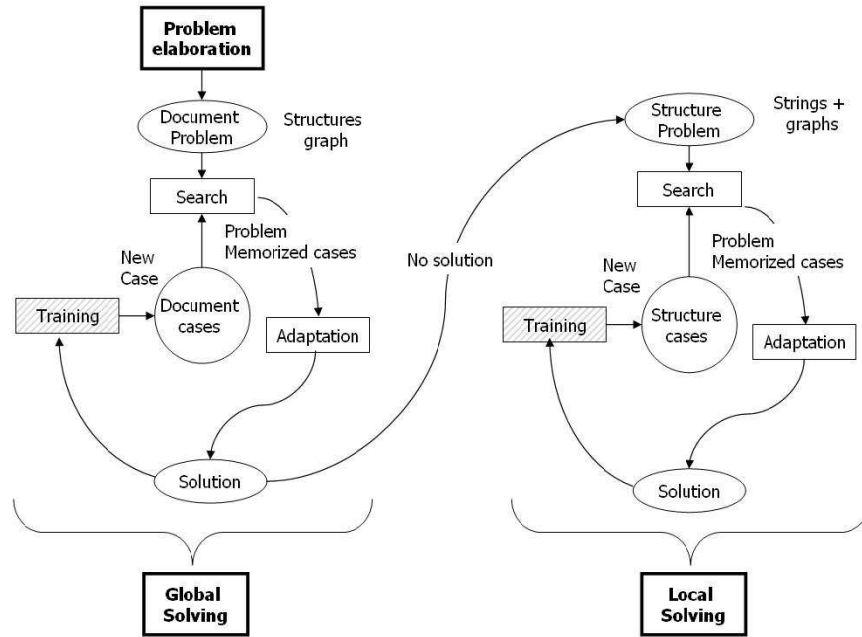 Problem
elaboration
Document
Problem
Structures
graph
Search
Problem
Memorized cases
New
Case
Training
Document
cases
Adaptation
Solution
Global
Solving
No solution
Structure
Problem
Strings +
graphs
Search
Problem
Memorized cases
New
Case
Training
Structure
cases
Adaptation
Solution
Local
Solving